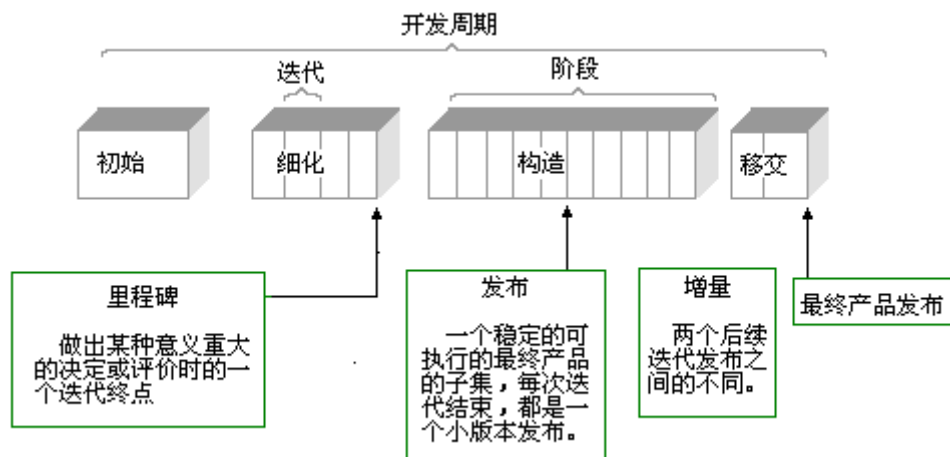 开发周期
迭代
阶段
初始
细化
构造
移交
里程碑
做出某种意义重大
的决定或评价时的一
个迭代终点
发布
一个稳定的可
执行的最终产品
的子集，每次迭
代结束，都是一
个小版本发布。
增量
两个后续
迭代发布之
间的不同。
最终产品发布